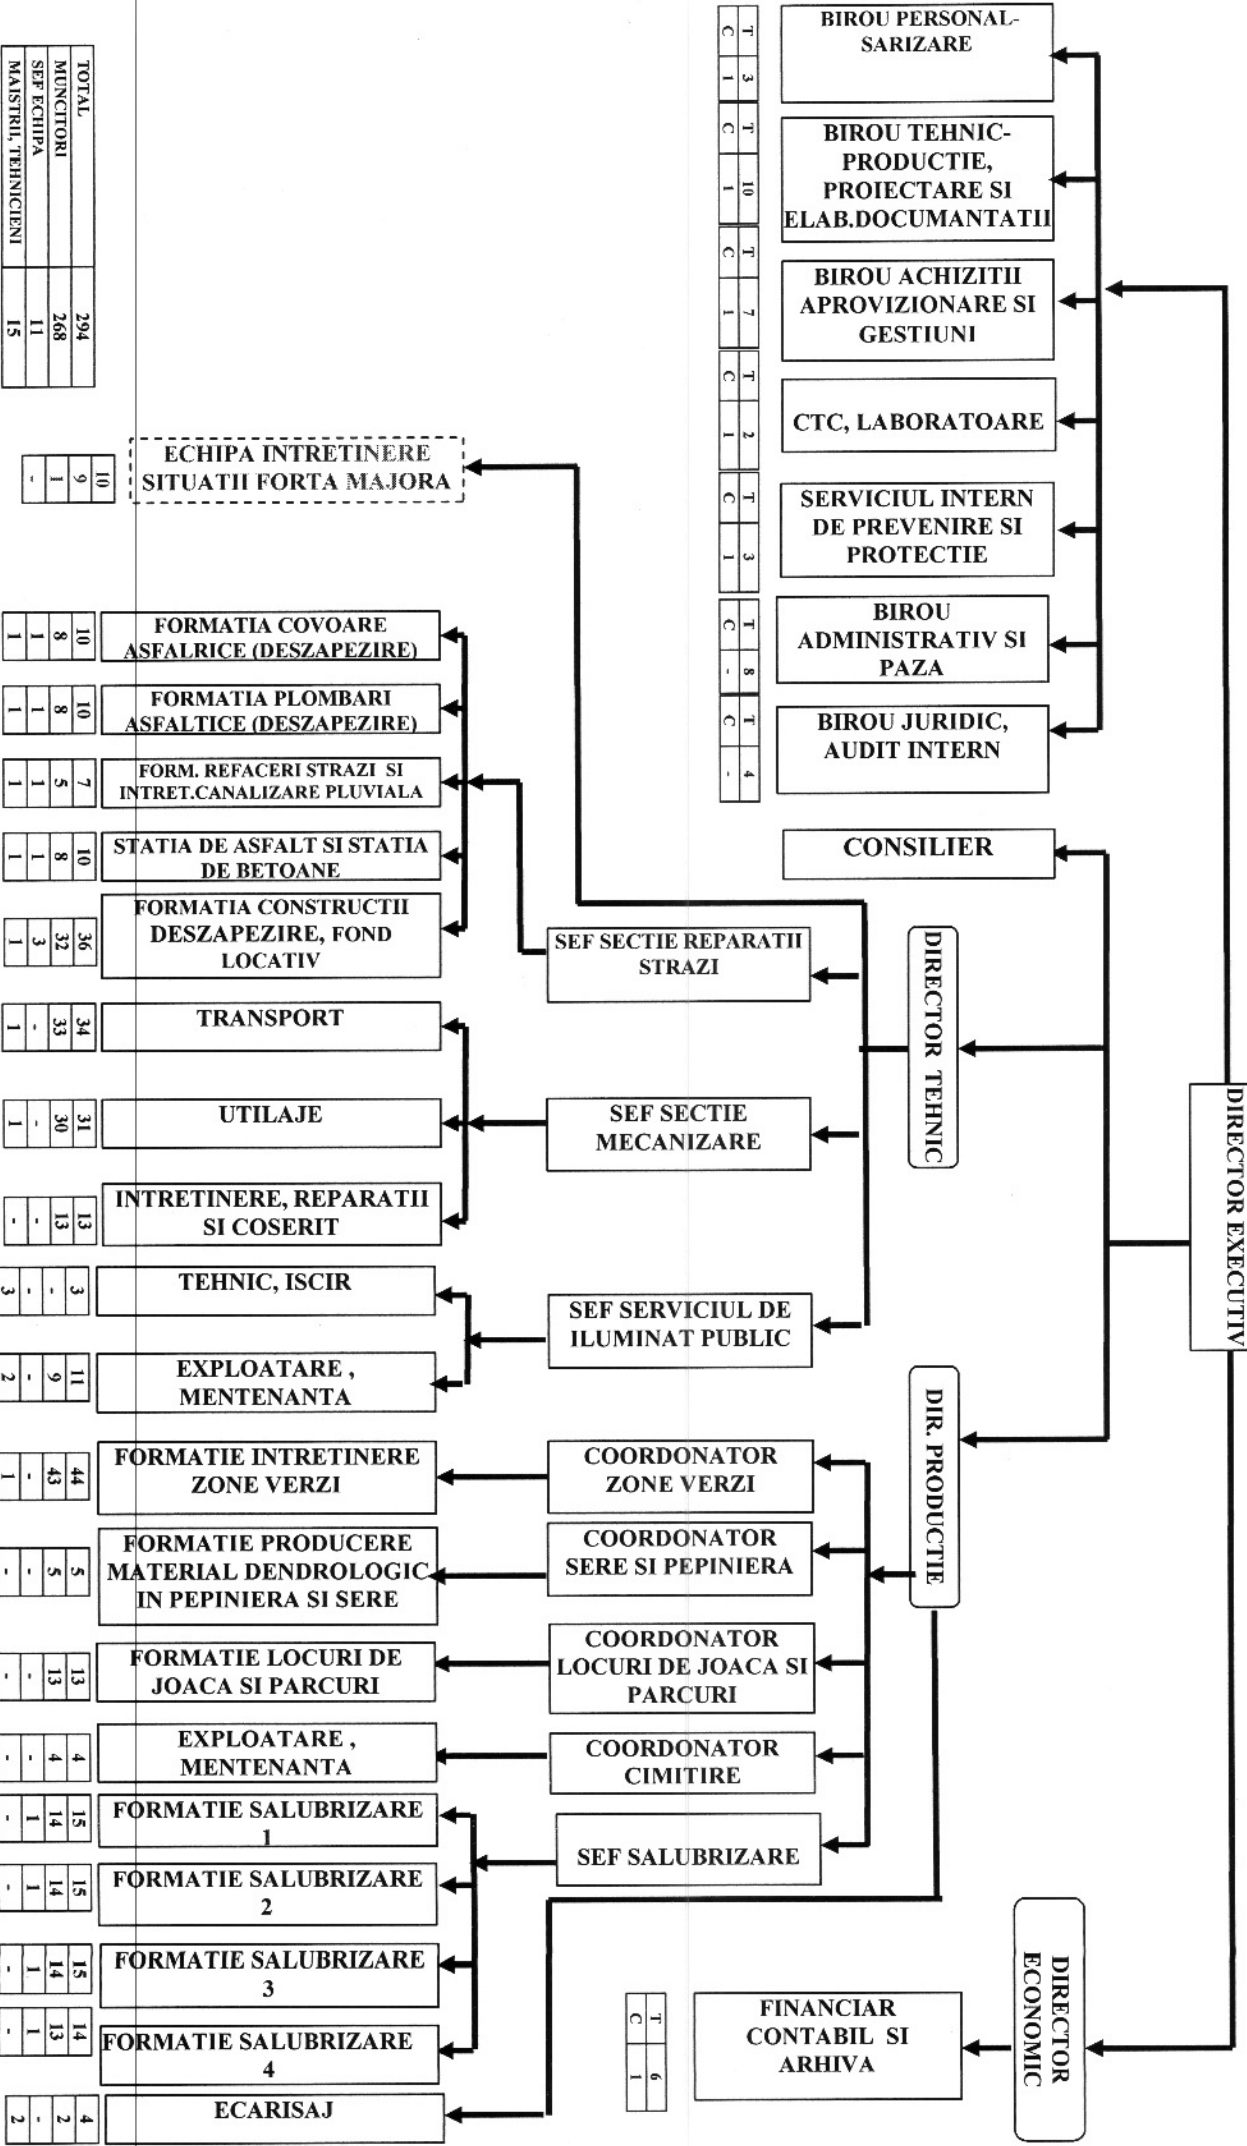 DIRECTOR EXECUTIV
BIROU PERSONAL-
SARIZARE
T 3
C 1
BIROU TEHNIC-
PRODUCTIE,
PROIECTARE SI
ELAB.DOCUMANTATII
T 10
C 1
BIROU ACHIZITII
APROVIZIONARE SI
GESTIUNI
T 7
C 1
CTC, LABORATOARE
T 2
C 1
SERVICIUL INTERN
DE PREVENIRE SI
PROTECTIE
T 3
C 1
BIROU
ADMINISTRATIV SI
PAZA
T 8
C -
BIROU JURIDIC,
AUDIT INTERN
T 4
C -
CONSILIER
DIRECTOR TEHNIC
DIR. PRODUCTIE
DIRECTOR
ECONOMIC
FINANCIAR
CONTABIL SI
ARHIVA
T 6
C 1
ECHIPA INTRETINERE
SITUATII FORTA MAJORA
10
9
1
-
SEF SECTIE REPARATII
STRAZI
FORMATIA COVOARE
ASFALRICE (DESZAPEZIRE)
10
8
1
1
FORMATIA PLOMBARI
ASFALTICE (DESZAPEZIRE)
10
8
1
1
FORM. REFACERI STRAZI SI
INTRET.CANALIZARE PLUVIALA
7
5
1
1
STATIA DE ASFALT SI STATIA
DE BETOANE
10
8
1
1
FORMATIA CONSTRUCTII
DESZAPEZIRE, FOND
LOCATIV
36
32
3
1
SEF SECTIE
MECANIZARE
TRANSPORT
34
33
-
1
UTILAJE
31
30
-
1
INTRETINERE, REPARATII
SI COSERIT
13
13
-
-
SEF SERVICIUL DE
ILUMINAT PUBLIC
TEHNIC, ISCIR
3
-
-
3
EXPLOATARE ,
MENTENANTA
11
9
-
2
COORDONATOR
ZONE VERZI
FORMATIE INTRETINERE
ZONE VERZI
44
43
-
1
COORDONATOR
SERE SI PEPINIERA
FORMATIE PRODUCERE
MATERIAL DENDROLOGIC
IN PEPINIERA SI SERE
5
5
-
-
COORDONATOR
LOCURI DE JOACA SI
PARCURI
FORMATIE LOCURI DE
JOACA SI PARCURI
13
13
-
-
COORDONATOR
CIMITIRE
EXPLOATARE ,
MENTENANTA
4
4
-
-
SEF SALUBRIZARE
FORMATIE SALUBRIZARE
1
15
14
1
-
FORMATIE SALUBRIZARE
2
15
14
1
-
FORMATIE SALUBRIZARE
3
15
14
1
-
FORMATIE SALUBRIZARE
4
14
13
1
-
ECARISAJ
4
2
-
2
TOTAL 294
MUNCITORI 268
SEF ECHIPA 11
MAISTRII, TEHNICIENI 15